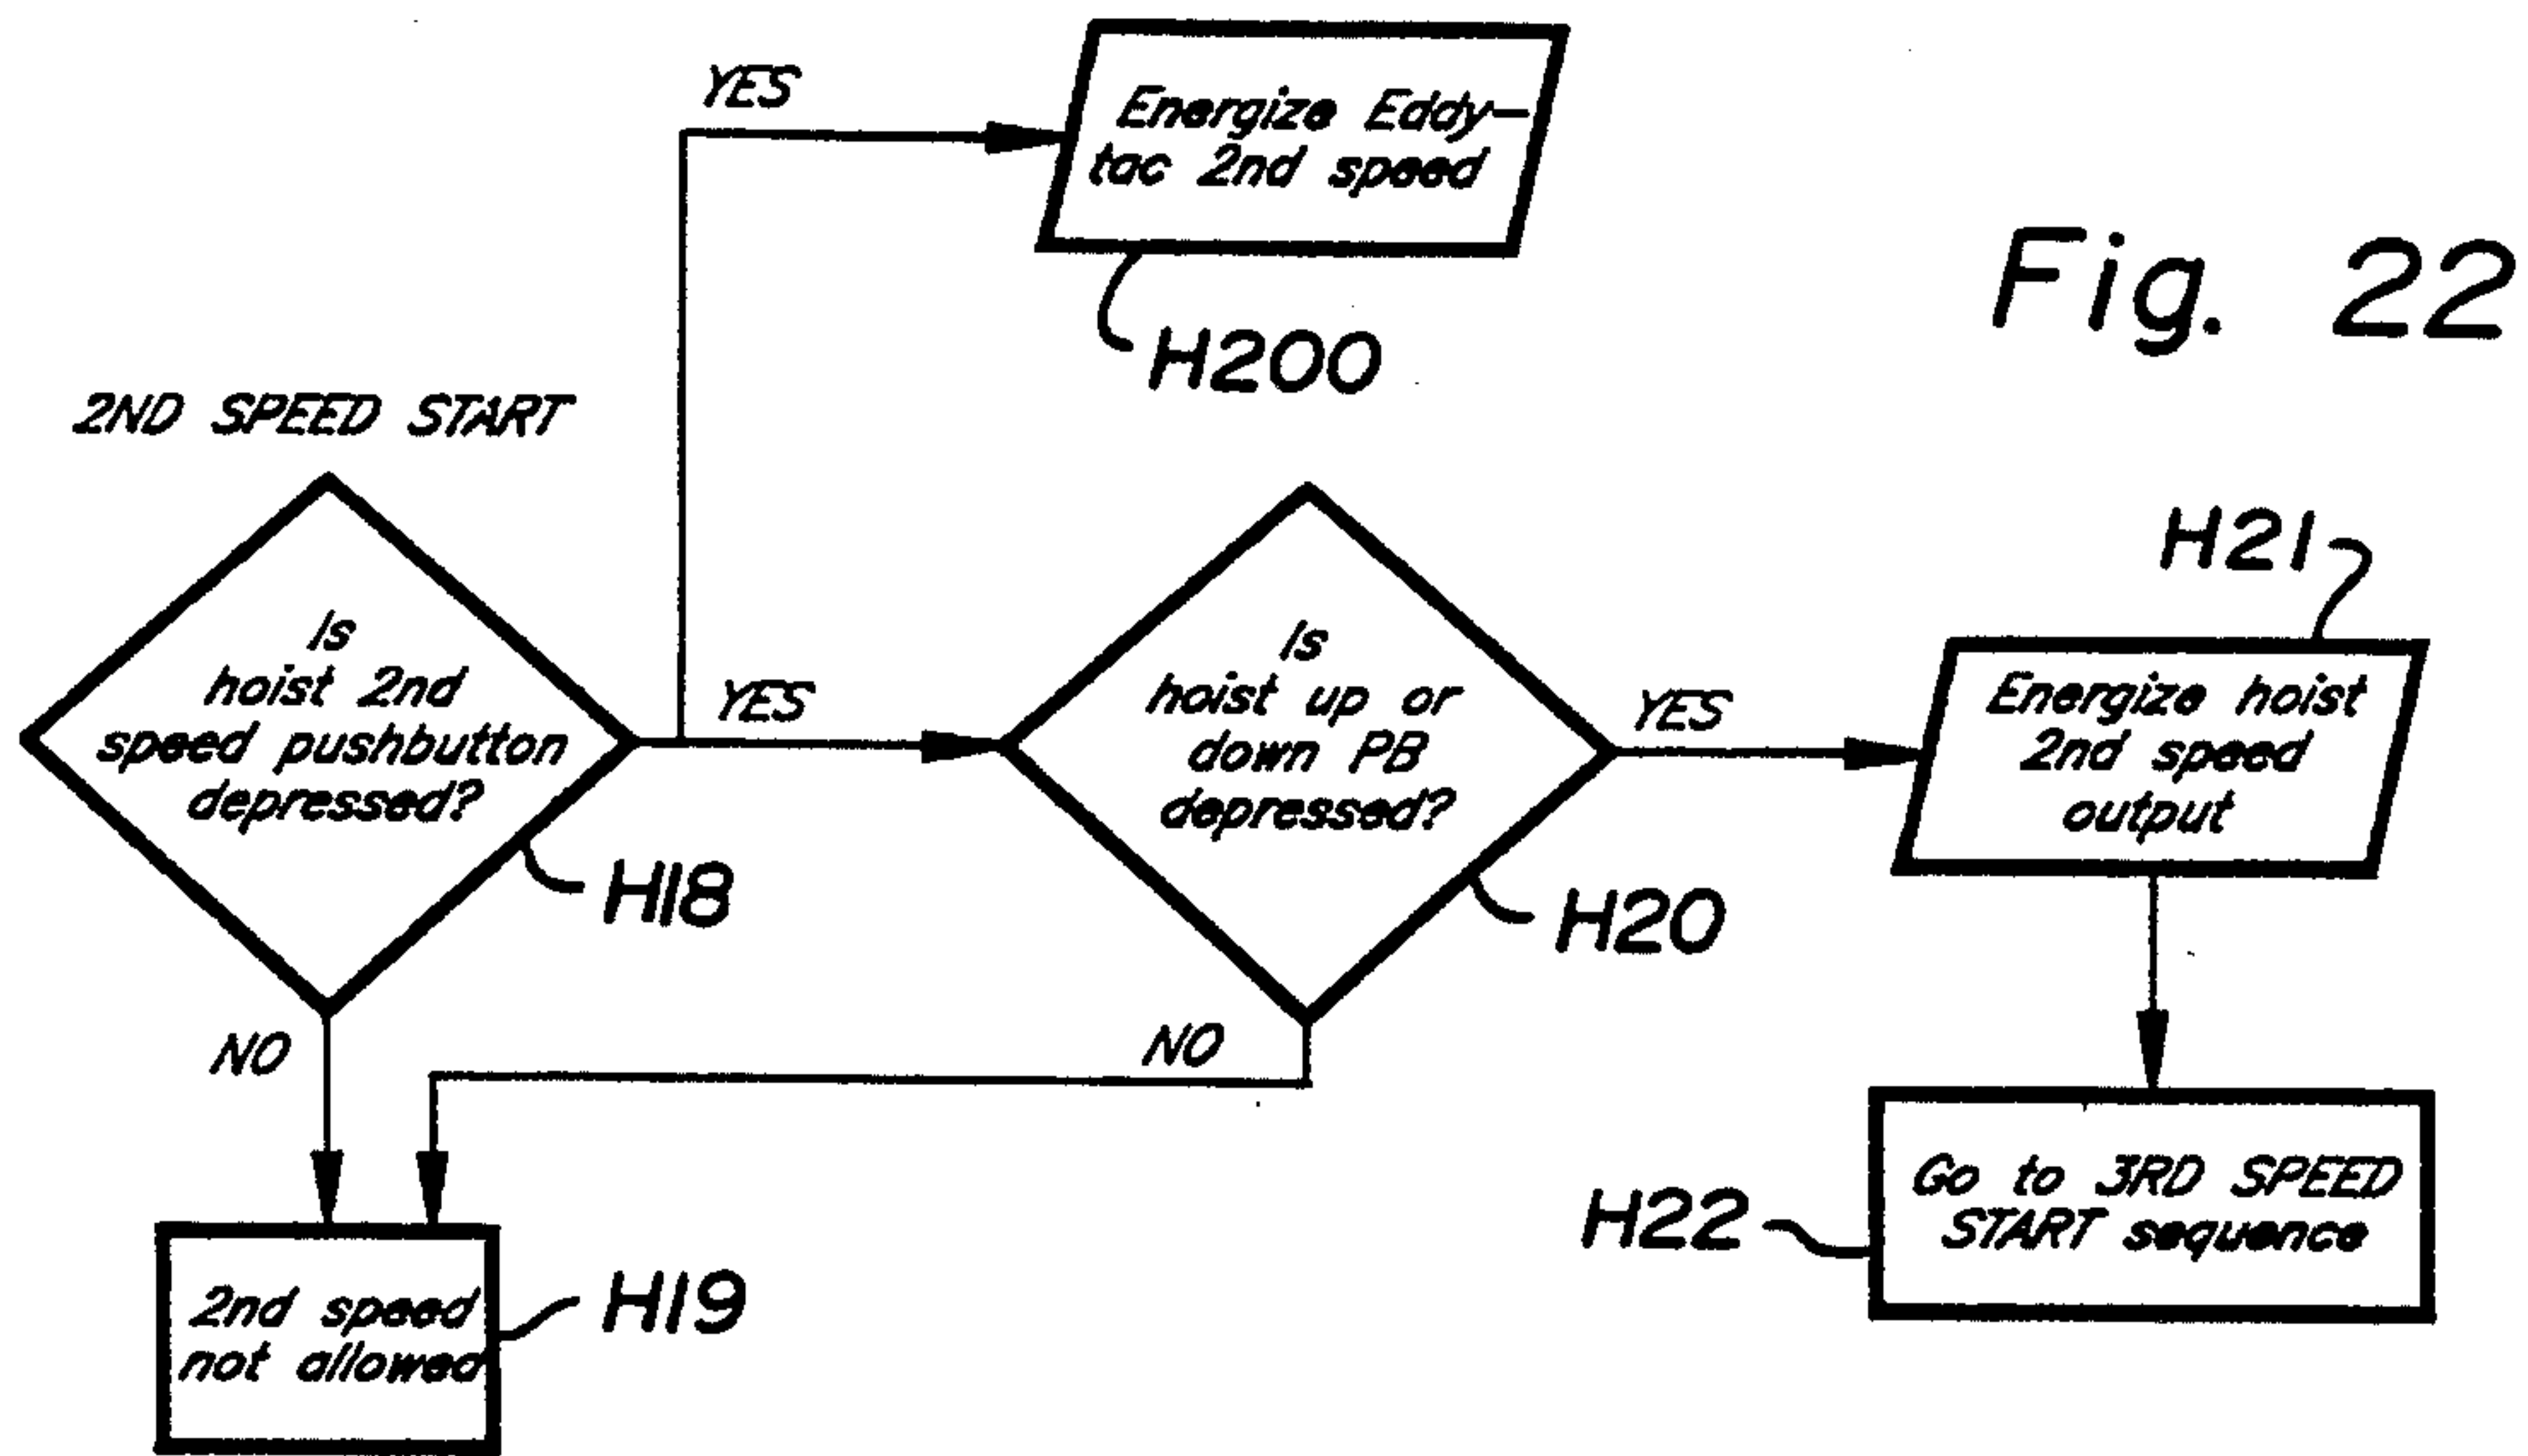 YES
Energize Eddy-
tac 2nd speed
H200
Fig. 22
2ND SPEED START
Is
hoist 2nd
speed pushbutton
depressed?
H18
YES
Is
hoist up or
down PB
depressed?
H20
YES
H21
Energize hoist
2nd speed
output
NO
NO
2nd speed
not allowed
H19
H22
Go to 3RD SPEED
START sequence